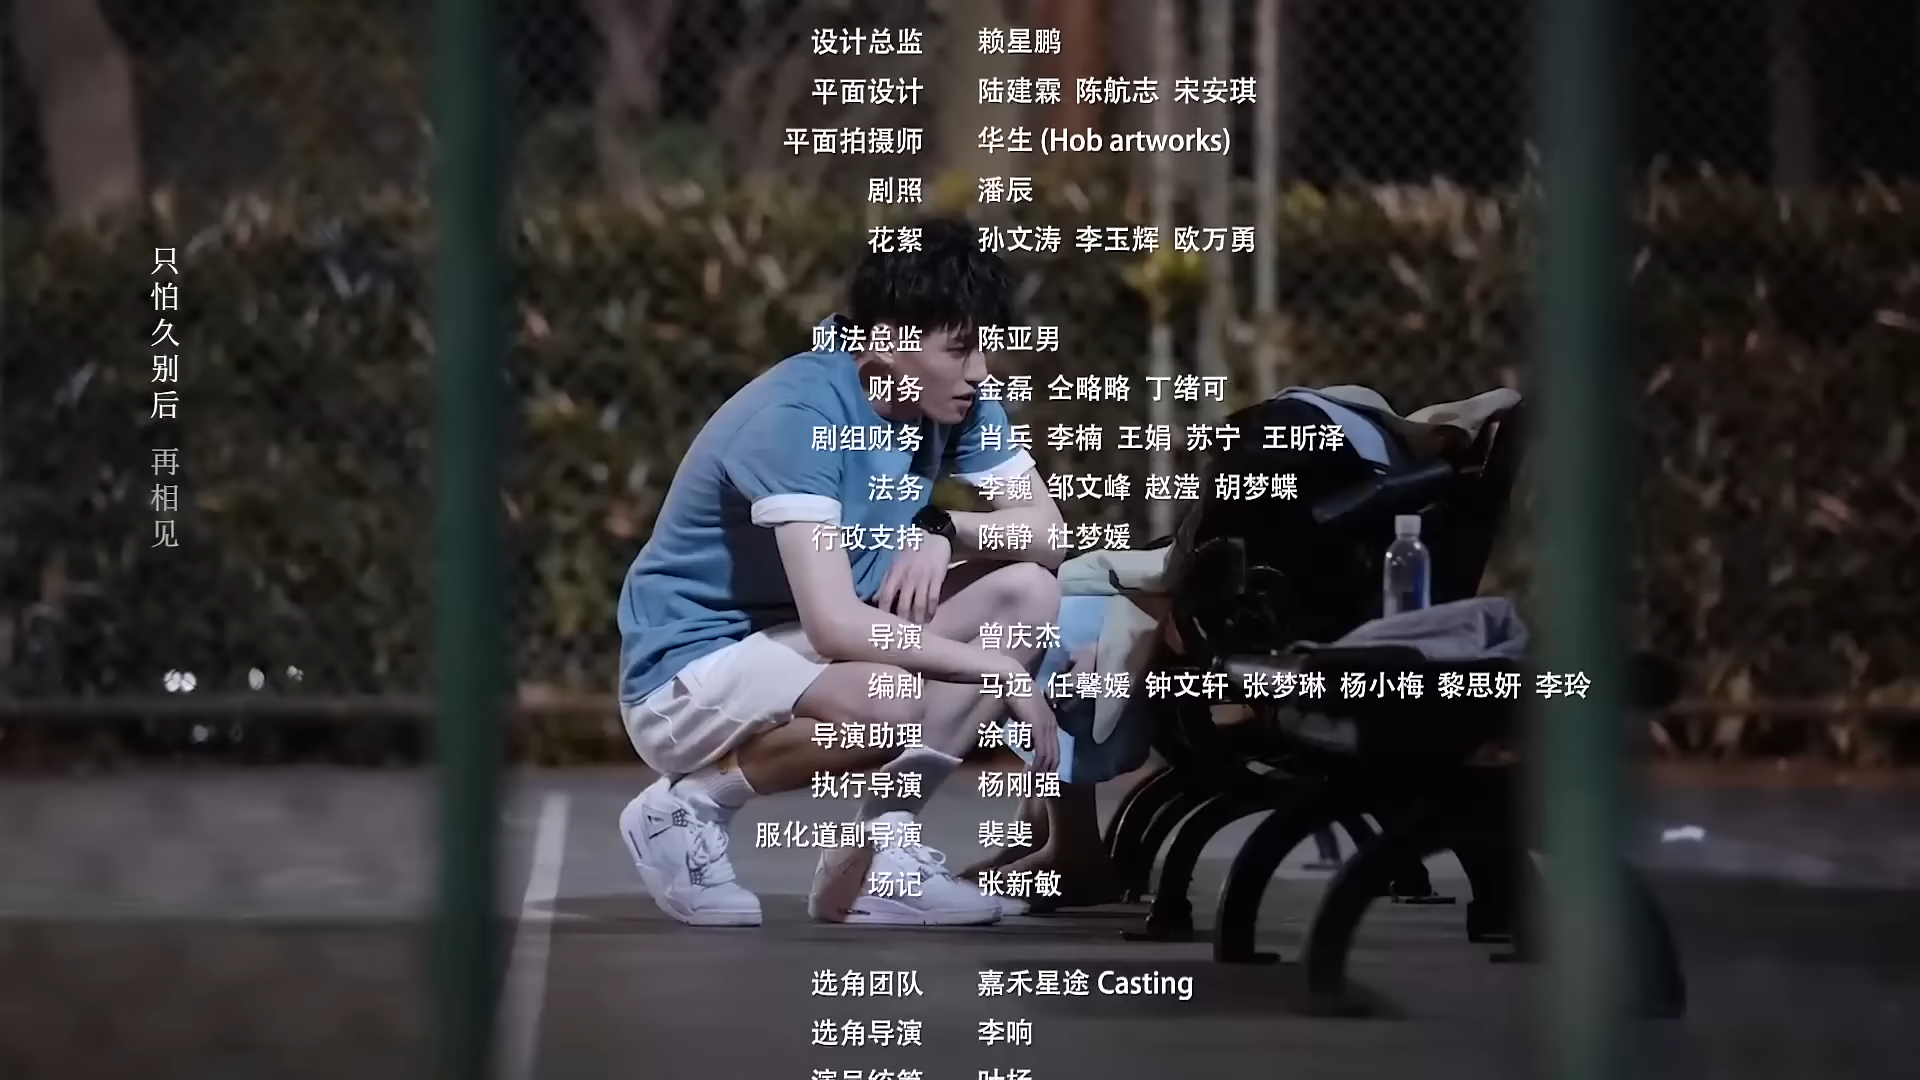 设计总监 赖星鹏
平面设计 陆建霖 陈航志 宋安琪
平面拍摄师 华生 (Hob artworks)
剧照 潘辰
花絮 孙文涛 李玉辉 欧万勇
只怕久别后 再相见
财法总监 陈亚男
财务 金磊 仝略略 丁绪可
剧组财务 肖兵 李楠 王娟 苏宁 王昕泽
法务 李巍 邹文峰 赵滢 胡梦蝶
行政支持 陈静 杜梦媛
导演 曾庆杰
编剧 马远 任馨媛 钟文轩 张梦琳 杨小梅 黎思妍 李玲
导演助理 涂萌
执行导演 杨刚强
服化道副导演 裴斐
场记 张新敏
选角团队 嘉禾星途 Casting
选角导演 李响